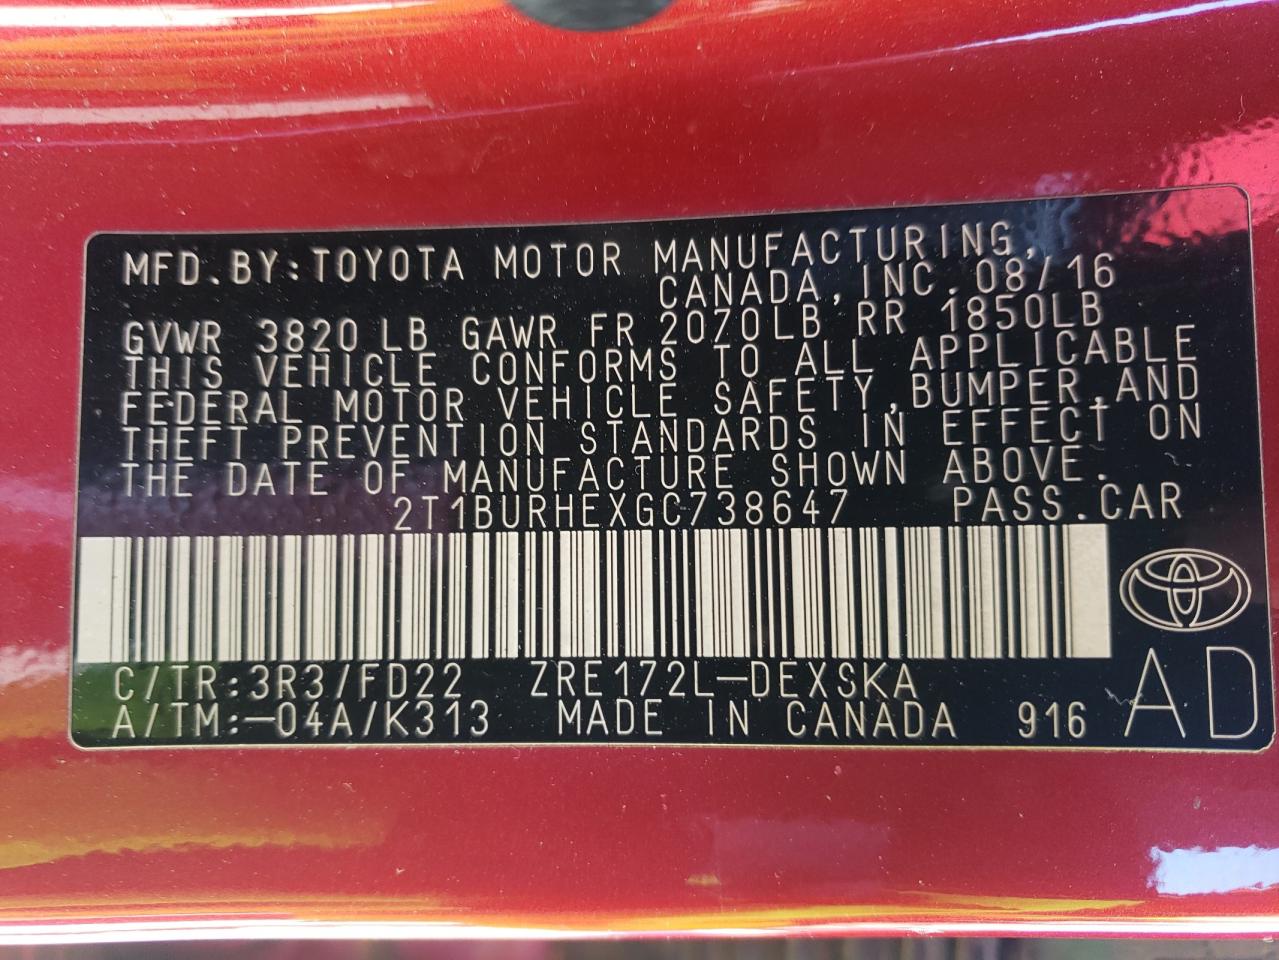 MFD.BY:TOYOTA MOTOR MANUFACTURING,
CANADA,INC.08/16
GVWR 3820 LB GAWR FR 2070LB RR 1850LB
THIS VEHICLE CONFORMS TO ALL APPLICABLE
FEDERAL MOTOR VEHICLE SAFETY,BUMPER,AND
THEFT PREVENTION STANDARDS IN EFFECT ON
THE DATE OF MANUFACTURE SHOWN ABOVE.
2T1BURHEXGC738647 PASS.CAR
C/TR:3R3/FD22 ZRE172L-DEXSKA
A/TM:-04A/K313 MADE IN CANADA 916 AD